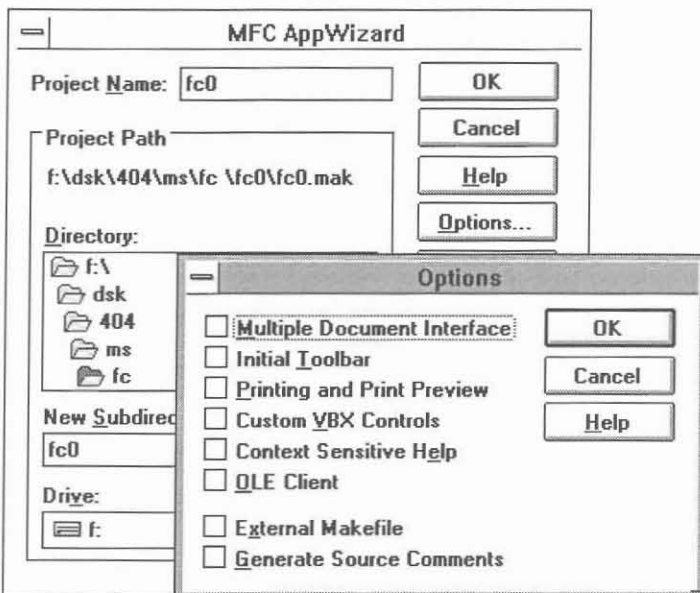 MFC AppWizard
Project Name: fc0
OK
Cancel
Project Path
f:\dsk\404\ms\fc \fc0\fc0.mak
Help
Options...
Directory:
f:\
dsk
404
ms
fc
New Subdirec
fc0
Drive:
f:
Options
Multiple Document Interface
Initial Toolbar
Printing and Print Preview
Custom VBX Controls
Context Sensitive Help
OLE Client
External Makefile
Generate Source Comments
OK
Cancel
Help